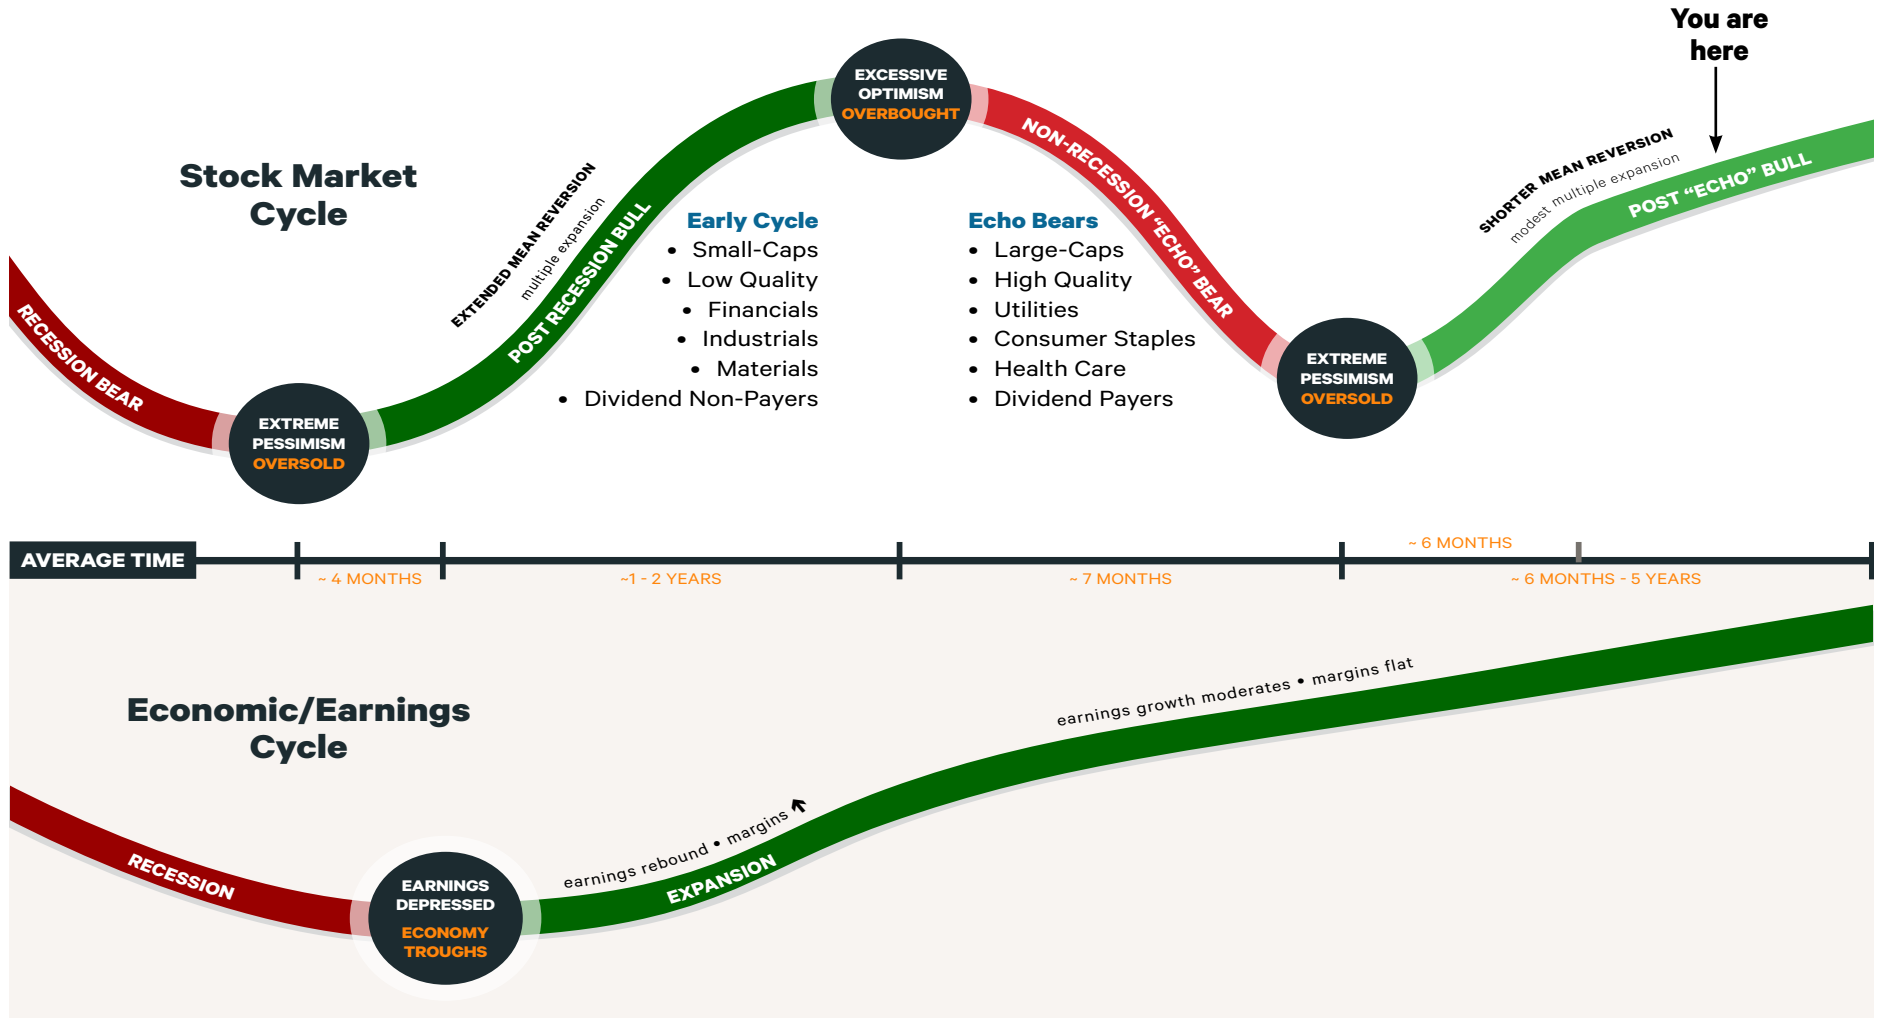 You are
here
Stock Market
Cycle
RECESSION BEAR
EXTREME
PESSIMISM
OVERSOLD
EXTENDED MEAN REVERSION
multiple expansion
POST RECESSION BULL
EXCESSIVE
OPTIMISM
OVERBOUGHT
Early Cycle
• Small-Caps
• Low Quality
• Financials
• Industrials
• Materials
• Dividend Non-Payers
Echo Bears
• Large-Caps
• High Quality
• Utilities
• Consumer Staples
• Health Care
• Dividend Payers
NON-RECESSION “ECHO” BEAR
EXTREME
PESSIMISM
OVERSOLD
SHORTER MEAN REVERSION
modest multiple expansion
POST “ECHO” BULL
AVERAGE TIME
~ 4 MONTHS
~1 - 2 YEARS
~ 7 MONTHS
~ 6 MONTHS
~ 6 MONTHS - 5 YEARS
Economic/Earnings
Cycle
RECESSION
EARNINGS
DEPRESSED
ECONOMY
TROUGHS
earnings rebound • margins
EXPANSION
earnings growth moderates • margins flat